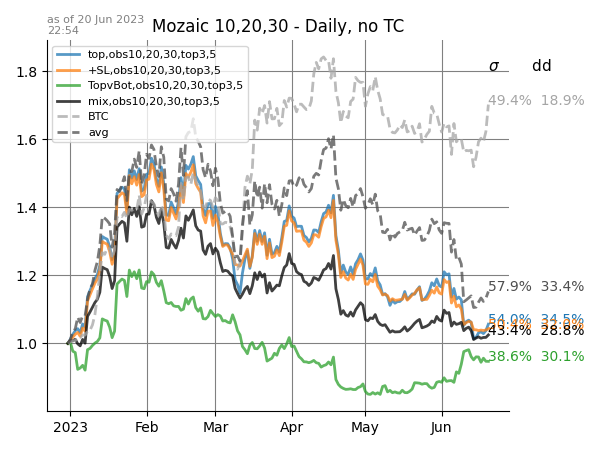 as of 20 Jun 2023
22:54
Mozaic 10,20,30 - Daily, no TC
top,obs10,20,30,top3,5
+SL,obs10,20,30,top3,5
TopvBot,obs10,20,30,top3,5
mix,obs10,20,30,top3,5
BTC
avg
σ dd
49.4% 18.9%
57.9% 33.4%
54.0% 34.5%
43.4% 28.8%
38.6% 30.1%
1.8
1.6
1.4
1.2
1.0
2023 Feb Mar Apr May Jun